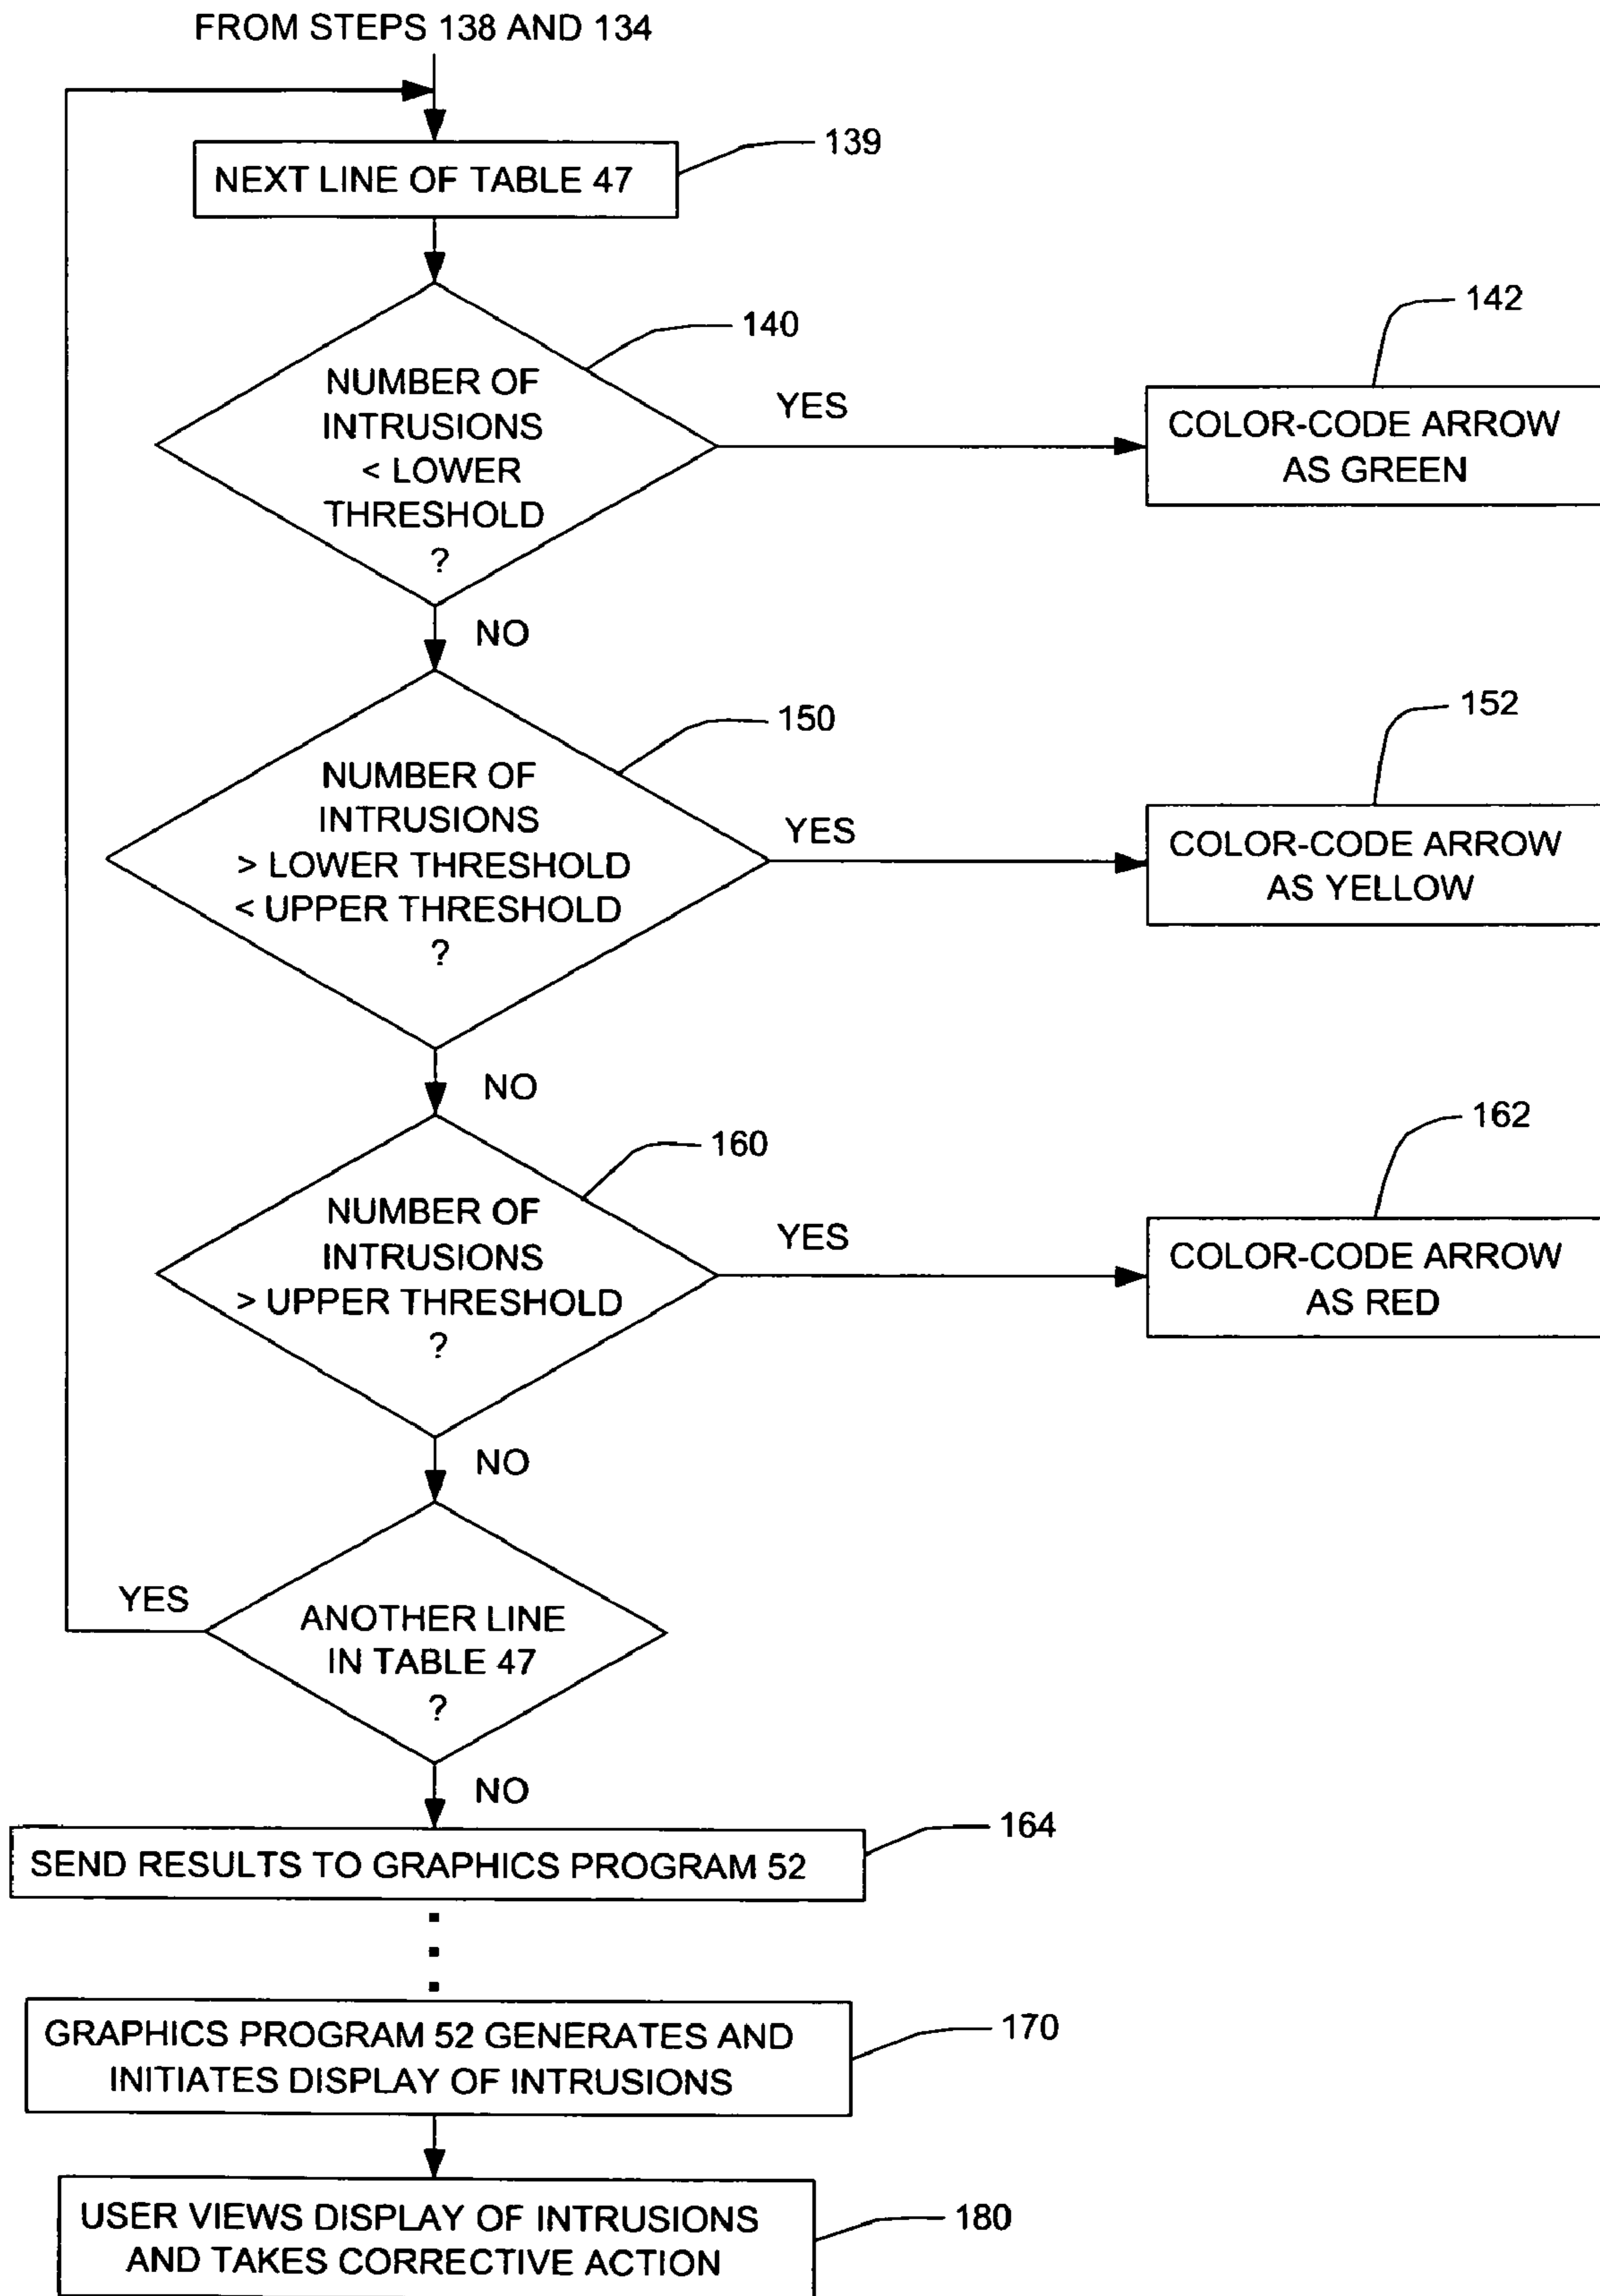 FROM STEPS 138 AND 134
139
NEXT LINE OF TABLE 47
140
NUMBER OF
INTRUSIONS
< LOWER
THRESHOLD
?
YES
142
COLOR-CODE ARROW
AS GREEN
NO
150
NUMBER OF
INTRUSIONS
> LOWER THRESHOLD
< UPPER THRESHOLD
?
YES
152
COLOR-CODE ARROW
AS YELLOW
NO
160
NUMBER OF
INTRUSIONS
> UPPER THRESHOLD
?
YES
162
COLOR-CODE ARROW
AS RED
NO
YES
ANOTHER LINE
IN TABLE 47
?
NO
164
SEND RESULTS TO GRAPHICS PROGRAM 52
170
GRAPHICS PROGRAM 52 GENERATES AND
INITIATES DISPLAY OF INTRUSIONS
180
USER VIEWS DISPLAY OF INTRUSIONS
AND TAKES CORRECTIVE ACTION